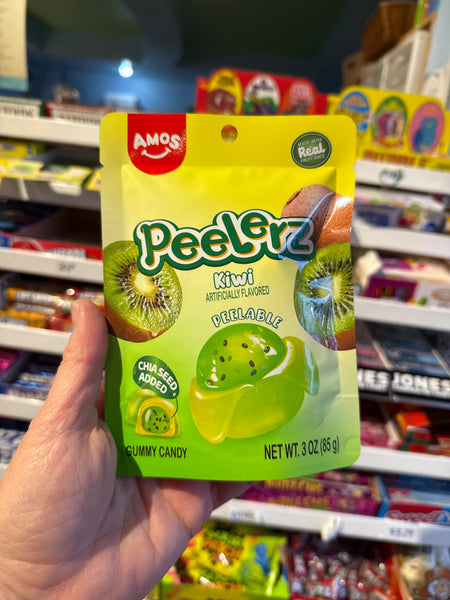 AMOS
MADE WITH
Real
FRUIT JUICE
Peelerz
Kiwi
ARTIFICIALLY FLAVORED
PEELABLE
CHIA SEED
ADDED
GUMMY CANDY
NET WT. 3 OZ (85 g)
JONES